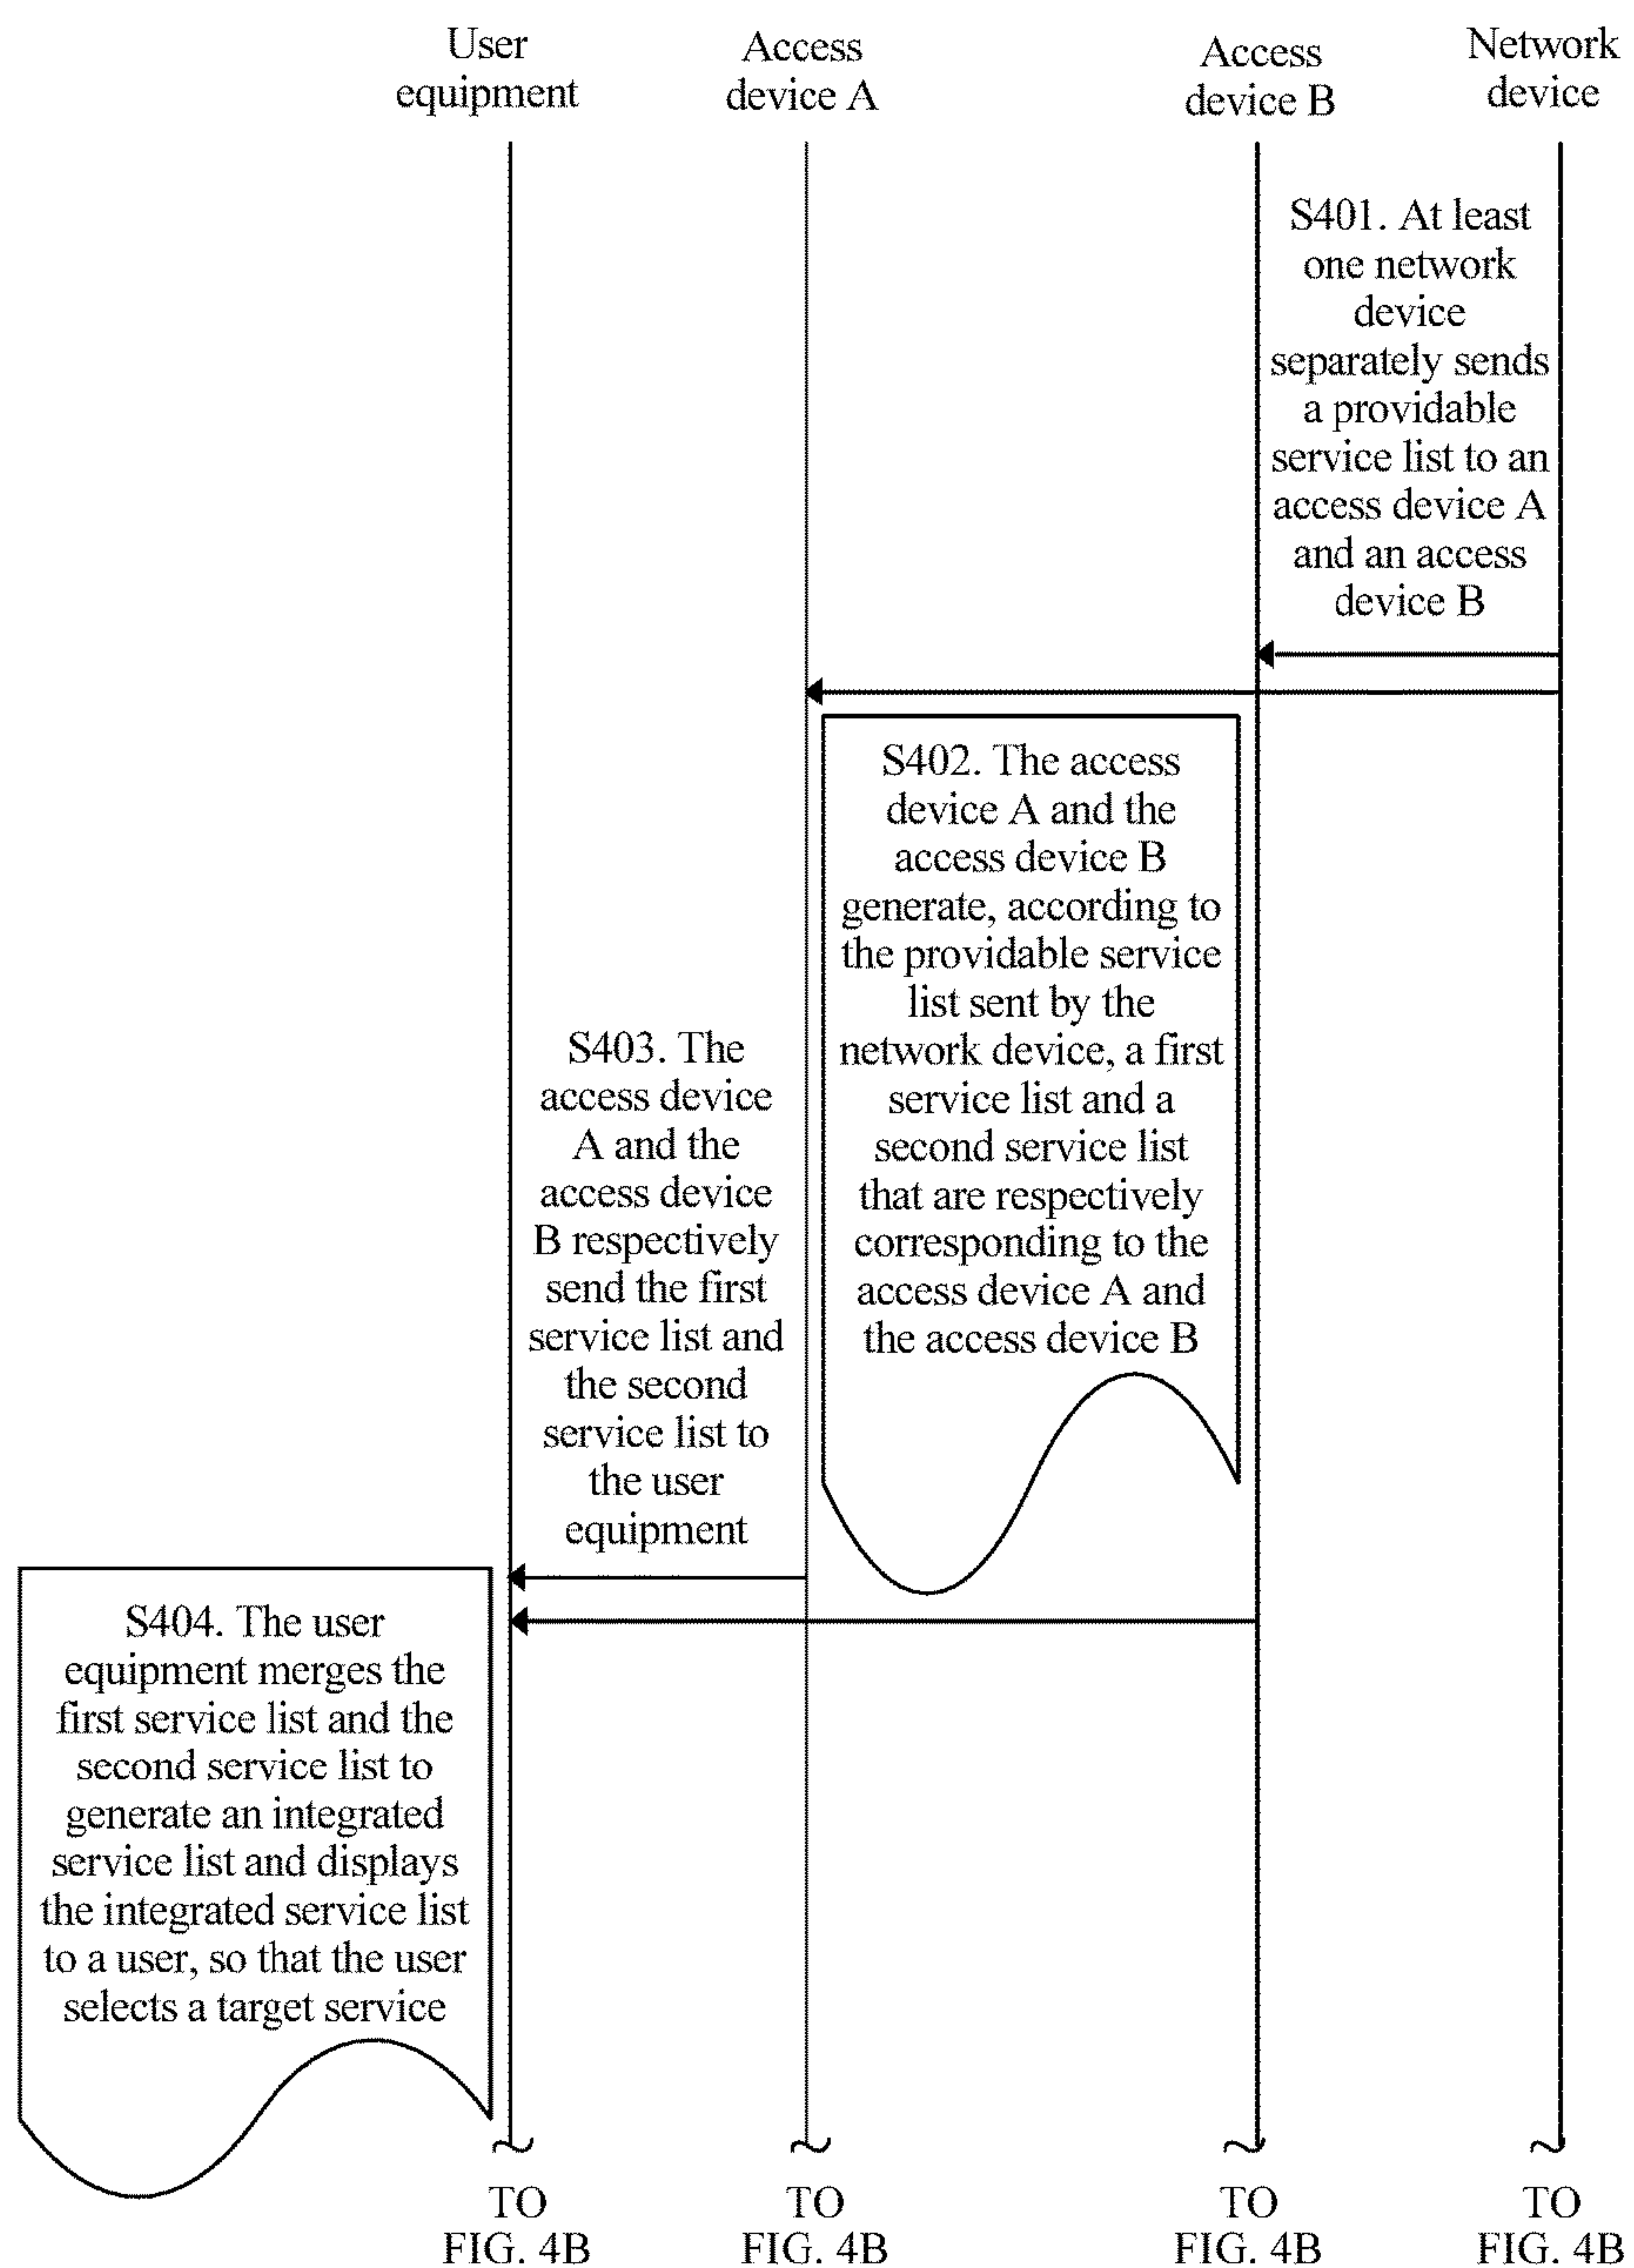 User
equipment
Access
device A
Access
device B
Network
device
S401. At least
one network
device
separately sends
a providable
service list to an
access device A
and an access
device B
S402. The access
device A and the
access device B
generate, according to
the providable service
list sent by the
network device, a first
service list and a
second service list
that are respectively
corresponding to the
access device A and
the access device B
S403. The
access device
A and the
access device
B respectively
send the first
service list and
the second
service list to
the user
equipment
S404. The user
equipment merges the
first service list and the
second service list to
generate an integrated
service list and displays
the integrated service list
to a user, so that the user
selects a target service
TO
FIG. 4B
TO
FIG. 4B
TO
FIG. 4B
TO
FIG. 4B